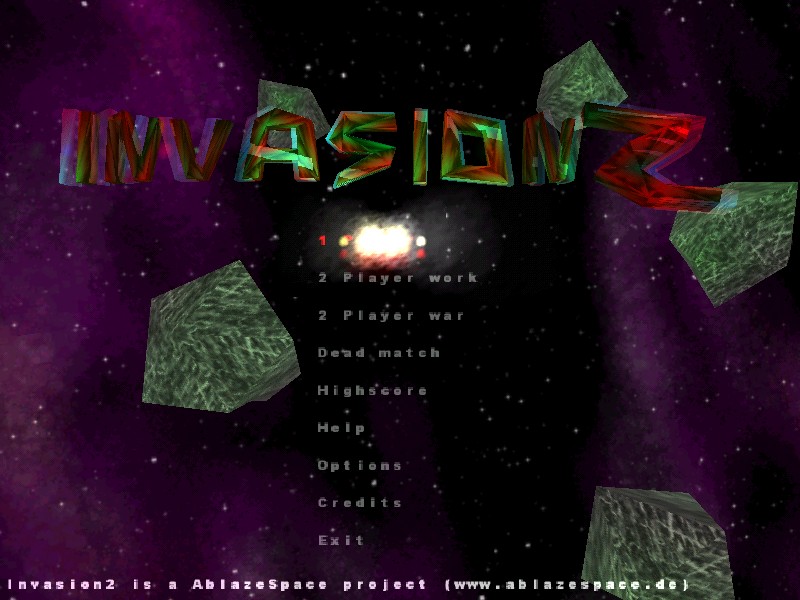 INVASION2
1
2 Player work
2 Player war
Dead match
Highscore
Help
Options
Credits
Exit
Invasion2 is a AblazeSpace project (www.ablazespace.de)